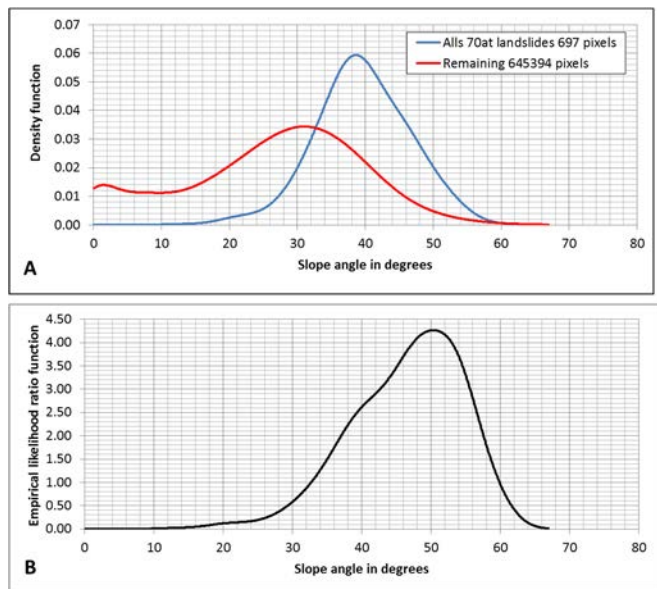 0.07
0.06
0.05
0.04
0.03
0.02
0.01
0.00
Density function
Alls 70at landslides 697 pixels
Remaining 645394 pixels
0 10 20 30 40 50 60 70 80
Slope angle in degrees
A
4.50
4.00
3.50
3.00
2.50
2.00
1.50
1.00
0.50
0.00
Empirical likelihood ratio function
0 10 20 30 40 50 60 70 80
Slope angle in degrees
B